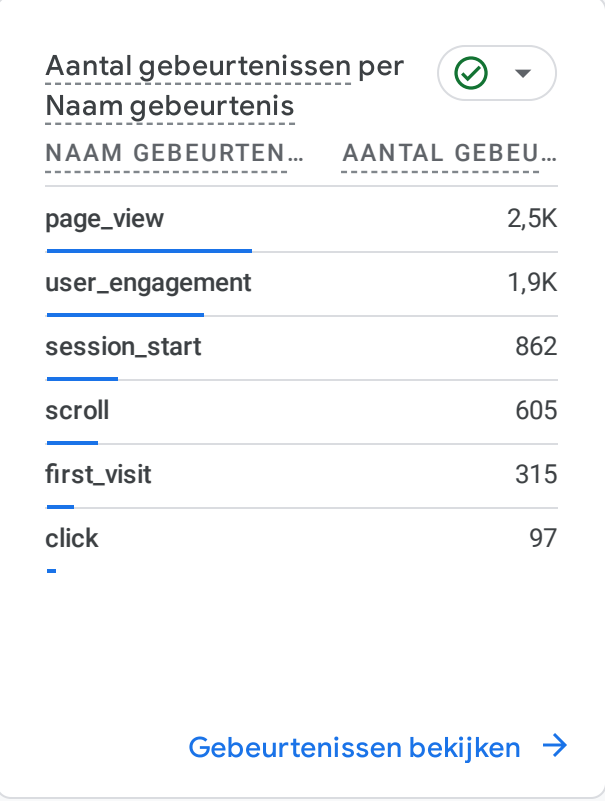 Aantal gebeurtenissen per
Naam gebeurtenis
NAAM GEBEURTEN… AANTAL GEBEU…
page_view 2,5K
user_engagement 1,9K
session_start 862
scroll 605
first_visit 315
click 97
Gebeurtenissen bekijken